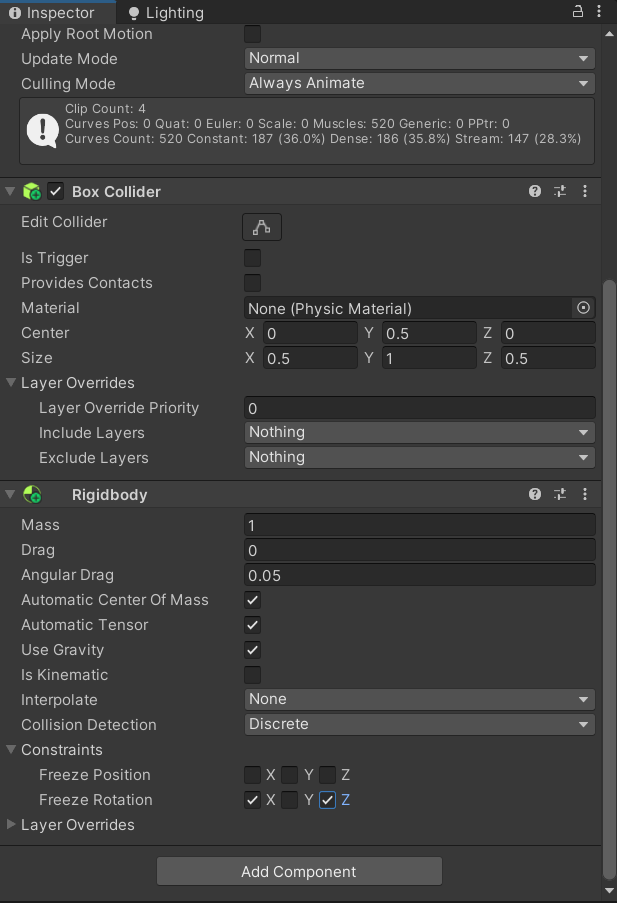 Inspector Lighting
Apply Root Motion
Update Mode Normal
Culling Mode Always Animate
Clip Count: 4
Curves Pos: 0 Quat: 0 Euler: 0 Scale: 0 Muscles: 520 Generic: 0 PPtr: 0
Curves Count: 520 Constant: 187 (36.0%) Dense: 186 (35.8%) Stream: 147 (28.3%)
Box Collider
Edit Collider
Is Trigger
Provides Contacts
Material None (Physic Material)
Center X 0 Y 0.5 Z 0
Size X 0.5 Y 1 Z 0.5
Layer Overrides
Layer Override Priority 0
Include Layers Nothing
Exclude Layers Nothing
Rigidbody
Mass 1
Drag 0
Angular Drag 0.05
Automatic Center Of Mass
Automatic Tensor
Use Gravity
Is Kinematic
Interpolate None
Collision Detection Discrete
Constraints
Freeze Position X Y Z
Freeze Rotation X Y Z
Layer Overrides
Add Component